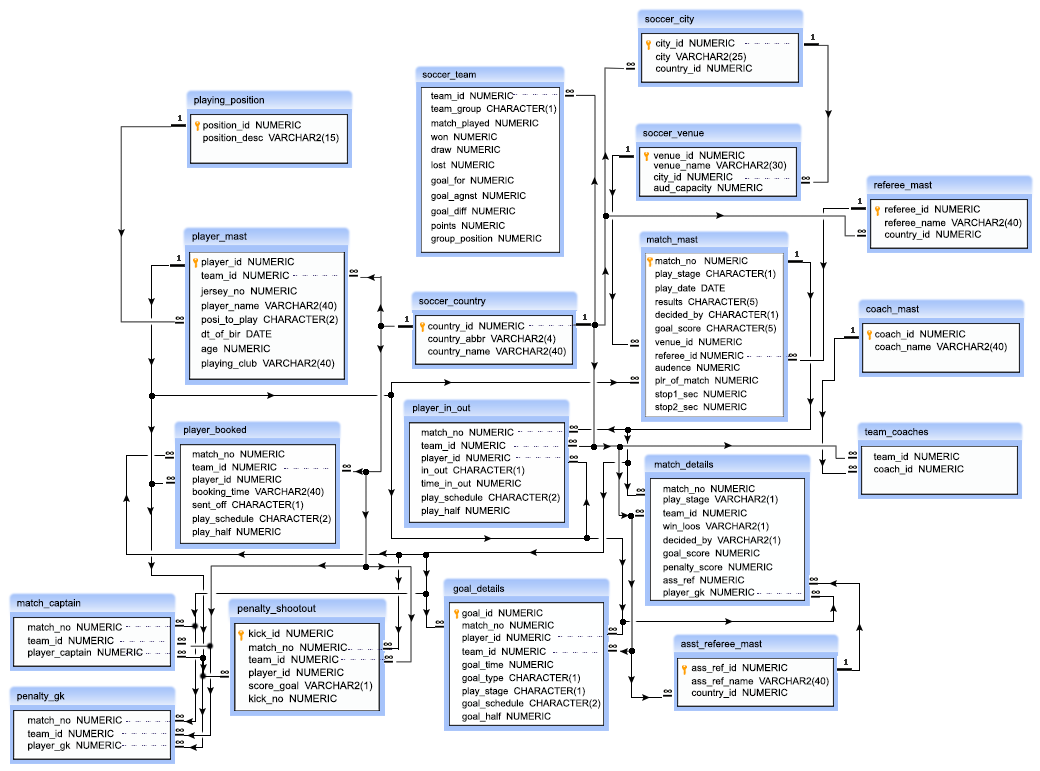 soccer_city
1
city_id NUMERIC
city VARCHAR2(25)
country_id NUMERIC
∞
soccer_team
team_id NUMERIC
∞
team_group CHARACTER(1)
match_played NUMERIC
won NUMERIC
draw NUMERIC
lost NUMERIC
goal_for NUMERIC
goal_agnst NUMERIC
goal_diff NUMERIC
points NUMERIC
group_position NUMERIC
playing_position
1
position_id NUMERIC
position_desc VARCHAR2(15)
soccer_venue
1
1
venue_id NUMERIC
venue_name VARCHAR2(30)
city_id NUMERIC
∞
aud_capacity NUMERIC
referee_mast
1
referee_id NUMERIC
referee_name VARCHAR2(40)
country_id NUMERIC
∞
player_mast
1
player_id NUMERIC
team_id NUMERIC
∞
jersey_no NUMERIC
player_name VARCHAR2(40)
posi_to_play CHARACTER(2)
∞
dt_of_bir DATE
age NUMERIC
playing_club VARCHAR2(40)
match_mast
match_no NUMERIC
1
play_stage CHARACTER(1)
play_date DATE
results CHARACTER(5)
decided_by CHARACTER(1)
goal_score CHARACTER(5)
venue_id NUMERIC
∞
referee_id NUMERIC
∞
audence NUMERIC
plr_of_match NUMERIC
∞
stop1_sec NUMERIC
stop2_sec NUMERIC
soccer_country
1
country_id NUMERIC
1
country_abbr VARCHAR2(4)
country_name VARCHAR2(40)
coach_mast
1
coach_id NUMERIC
coach_name VARCHAR2(40)
player_in_out
match_no NUMERIC
∞
team_id NUMERIC
∞
player_id NUMERIC
∞
in_out CHARACTER(1)
time_in_out NUMERIC
play_schedule CHARACTER(2)
play_half NUMERIC
player_booked
match_no NUMERIC
∞
team_id NUMERIC
∞
player_id NUMERIC
∞
booking_time VARCHAR2(40)
sent_off CHARACTER(1)
play_schedule CHARACTER(2)
play_half NUMERIC
team_coaches
∞
team_id NUMERIC
∞
coach_id NUMERIC
match_details
match_no NUMERIC
∞
play_stage VARCHAR2(1)
team_id NUMERIC
∞
win_loos VARCHAR2(1)
decided_by VARCHAR2(1)
goal_score NUMERIC
penalty_score NUMERIC
ass_ref NUMERIC
∞
player_gk NUMERIC
∞
match_captain
match_no NUMERIC
∞
team_id NUMERIC
∞
player_captain NUMERIC
∞
penalty_shootout
kick_id NUMERIC
match_no NUMERIC
∞
team_id NUMERIC
∞
player_id NUMERIC
∞
score_goal VARCHAR2(1)
kick_no NUMERIC
goal_details
goal_id NUMERIC
match_no NUMERIC
∞
player_id NUMERIC
∞
team_id NUMERIC
∞
goal_time NUMERIC
goal_type CHARACTER(1)
play_stage CHARACTER(1)
goal_schedule CHARACTER(2)
goal_half NUMERIC
asst_referee_mast
ass_ref_id NUMERIC
1
ass_ref_name VARCHAR2(40)
country_id NUMERIC
∞
penalty_gk
match_no NUMERIC
∞
team_id NUMERIC
∞
player_gk NUMERIC
∞